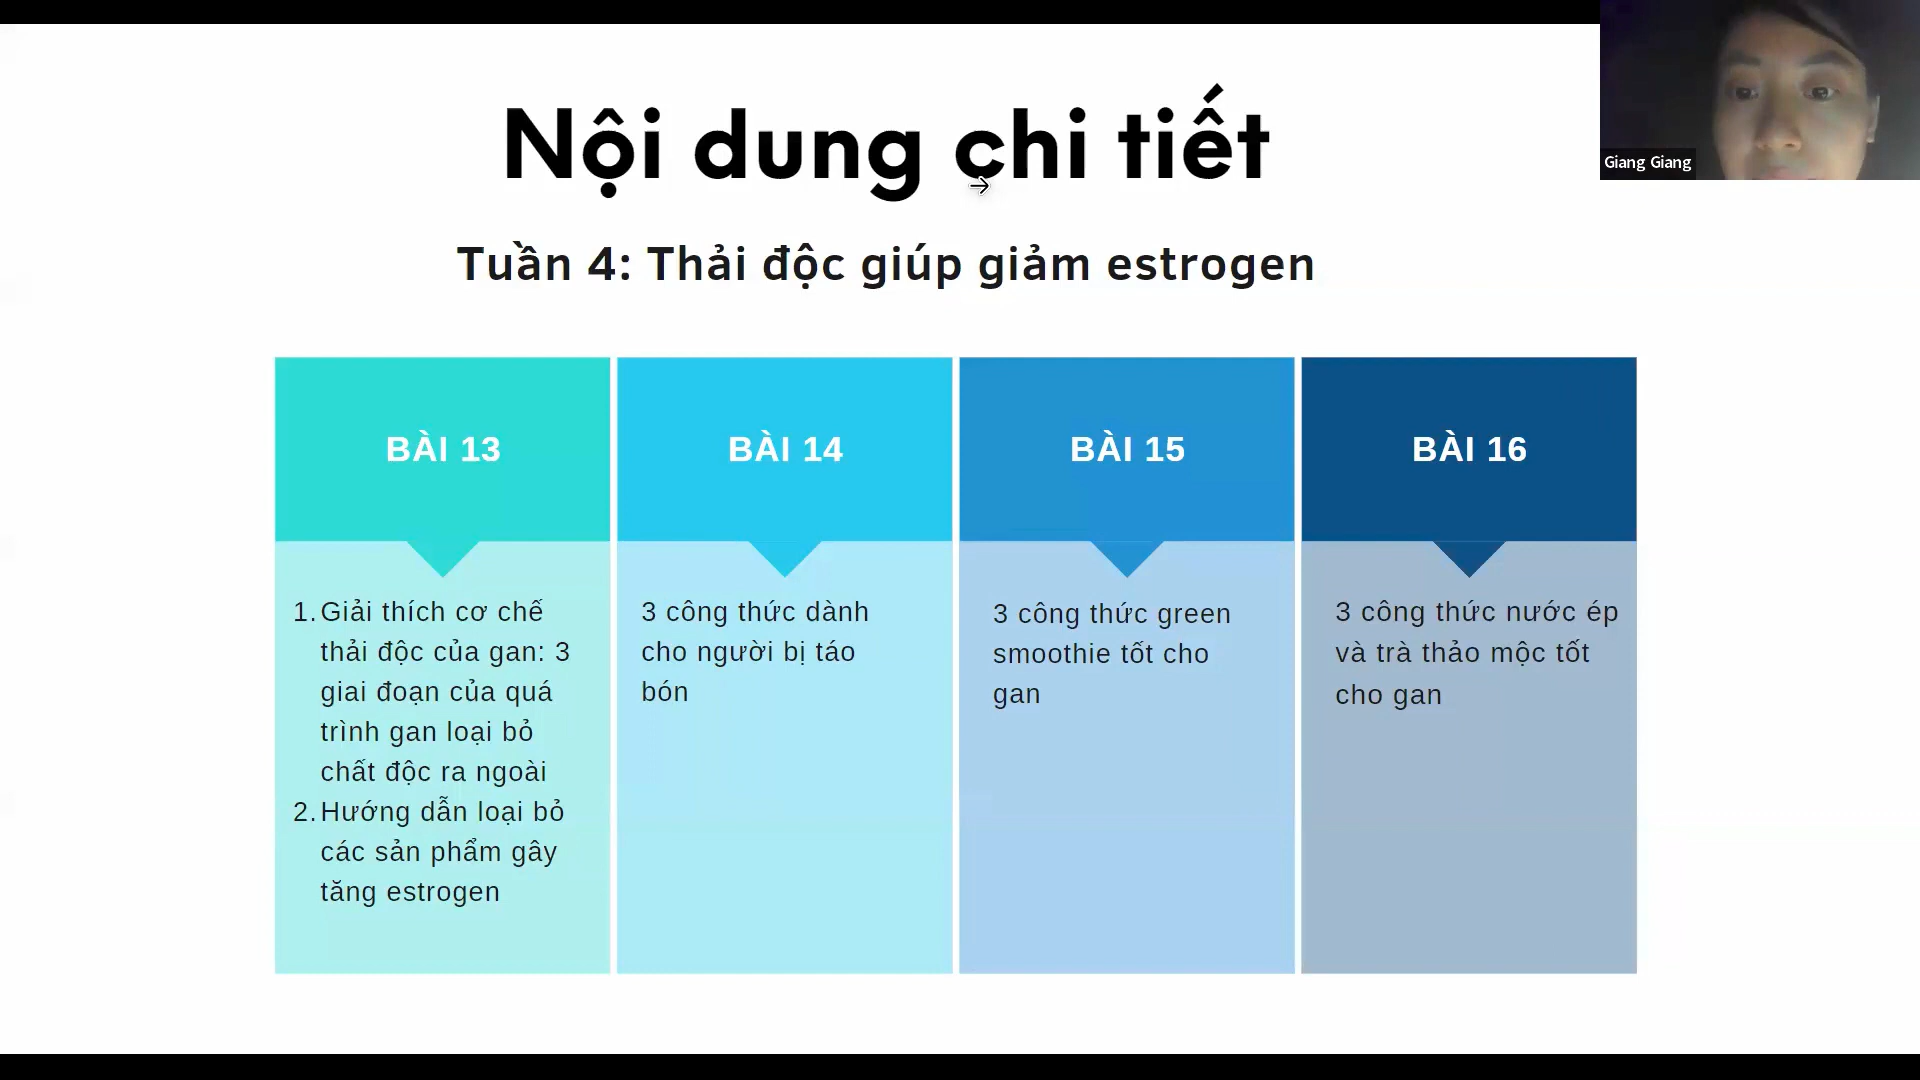 Nội dung chi tiết
Giang Giang
Tuần 4: Thải độc giúp giảm estrogen
BÀI 13
1. Giải thích cơ chế
thải độc của gan: 3
giai đoạn của quá
trình gan loại bỏ
chất độc ra ngoài
2. Hướng dẫn loại bỏ
các sản phẩm gây
tăng estrogen
BÀI 14
3 công thức dành
cho người bị táo
bón
BÀI 15
3 công thức green
smoothie tốt cho
gan
BÀI 16
3 công thức nước ép
và trà thảo mộc tốt
cho gan